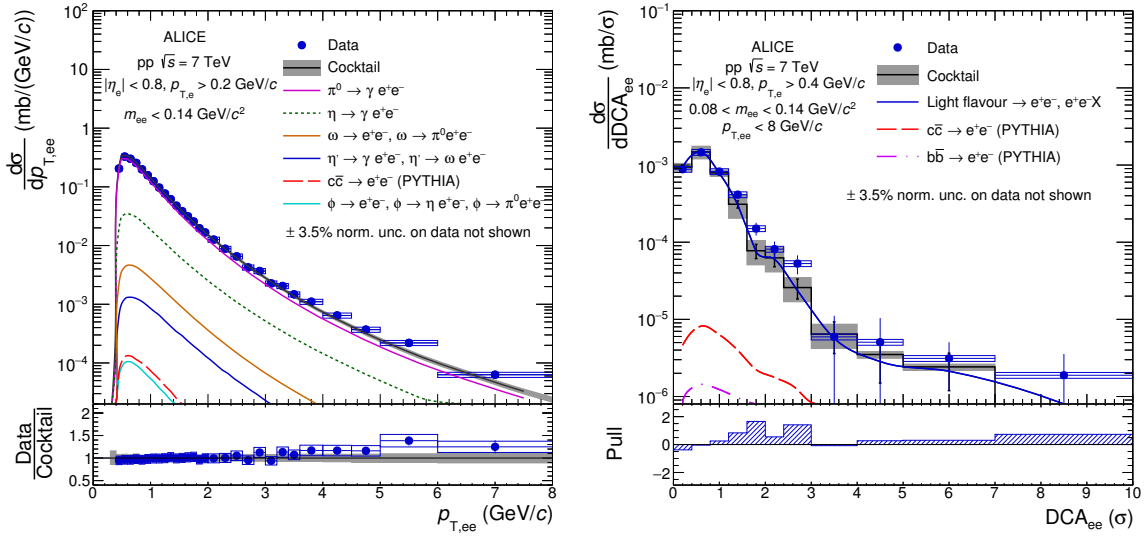 dσ/dp_T,ee (mb/(GeV/c))
10
1
10⁻¹
10⁻²
10⁻³
10⁻⁴
ALICE
pp √s = 7 TeV
|η_e| < 0.8, p_T,e > 0.2 GeV/c
m_ee < 0.14 GeV/c²
Data
Cocktail
π⁰ → γ e⁺e⁻
η → γ e⁺e⁻
ω → e⁺e⁻, ω → π⁰e⁺e⁻
η' → γ e⁺e⁻, η' → ω e⁺e⁻
cc̄ → e⁺e⁻ (PYTHIA)
ϕ → e⁺e⁻, ϕ → η e⁺e⁻, ϕ → π⁰e⁺e⁻
± 3.5% norm. unc. on data not shown
Data/Cocktail
2
1.5
1
0.5
0 1 2 3 4 5 6 7 8
p_T,ee (GeV/c)
dσ/dDCA_ee (mb/σ)
10⁻¹
10⁻²
10⁻³
10⁻⁴
10⁻⁵
10⁻⁶
ALICE
pp √s = 7 TeV
|η_e| < 0.8, p_T,e > 0.4 GeV/c
0.08 < m_ee < 0.14 GeV/c²
p_T,ee < 8 GeV/c
Data
Cocktail
Light flavour → e⁺e⁻, e⁺e⁻X
cc̄ → e⁺e⁻ (PYTHIA)
bb̄ → e⁺e⁻ (PYTHIA)
± 3.5% norm. unc. on data not shown
Pull
2
0
−2
0 1 2 3 4 5 6 7 8 9 10
DCA_ee (σ)